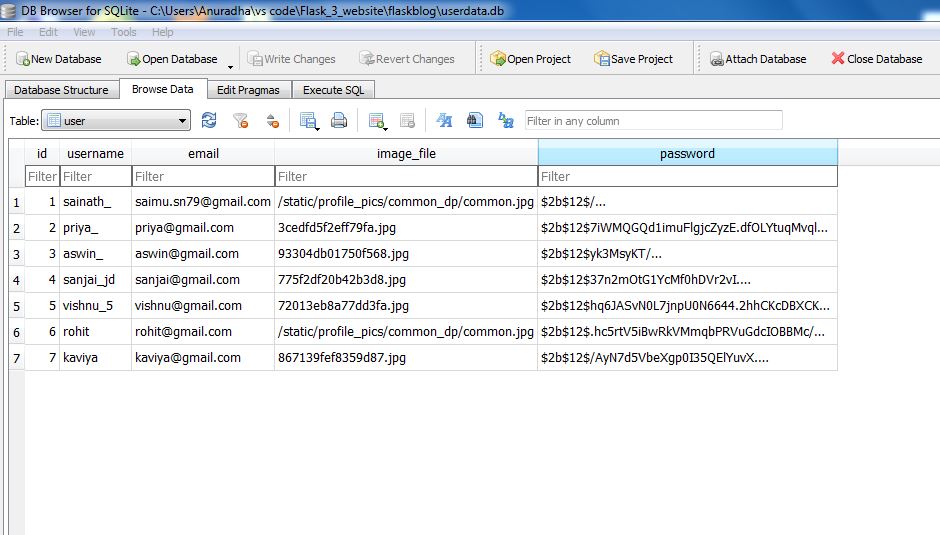 DB Browser for SQLite - C:\Users\Anuradha\vs code\Flask_3_website\flaskblog\userdata.db
File Edit View Tools Help
New Database Open Database Write Changes Revert Changes Open Project Save Project Attach Database Close Database
Database Structure Browse Data Edit Pragmas Execute SQL
Table: user Filter in any column
id username email image_file password
Filter Filter Filter Filter Filter
1 1 sainath_ saimu.sn79@gmail.com /static/profile_pics/common_dp/common.jpg $2b$12$/...
2 2 priya_ priya@gmail.com 3cedfd5f2eff79fa.jpg $2b$12$7iWMQGQd1imuFlgjcZyzE.dfOLYtuqMvql...
3 3 aswin_ aswin@gmail.com 93304db01750f568.jpg $2b$12$yk3MsyKT/...
4 4 sanjai_jd sanjai@gmail.com 775f2df20b42b3d8.jpg $2b$12$37n2mOtG1YcMf0hDVr2vI....
5 5 vishnu_5 vishnu@gmail.com 72013eb8a77dd3fa.jpg $2b$12$hq6JASvN0L7jnpU0N6644.2hhCKcDBXCK...
6 6 rohit rohit@gmail.com /static/profile_pics/common_dp/common.jpg $2b$12$.hc5rtV5iBwRkVMmqbPRVuGdcIOBBMc/...
7 7 kaviya kaviya@gmail.com 867139fef8359d87.jpg $2b$12$/AyN7d5VbeXgp0I35QElYuvX....